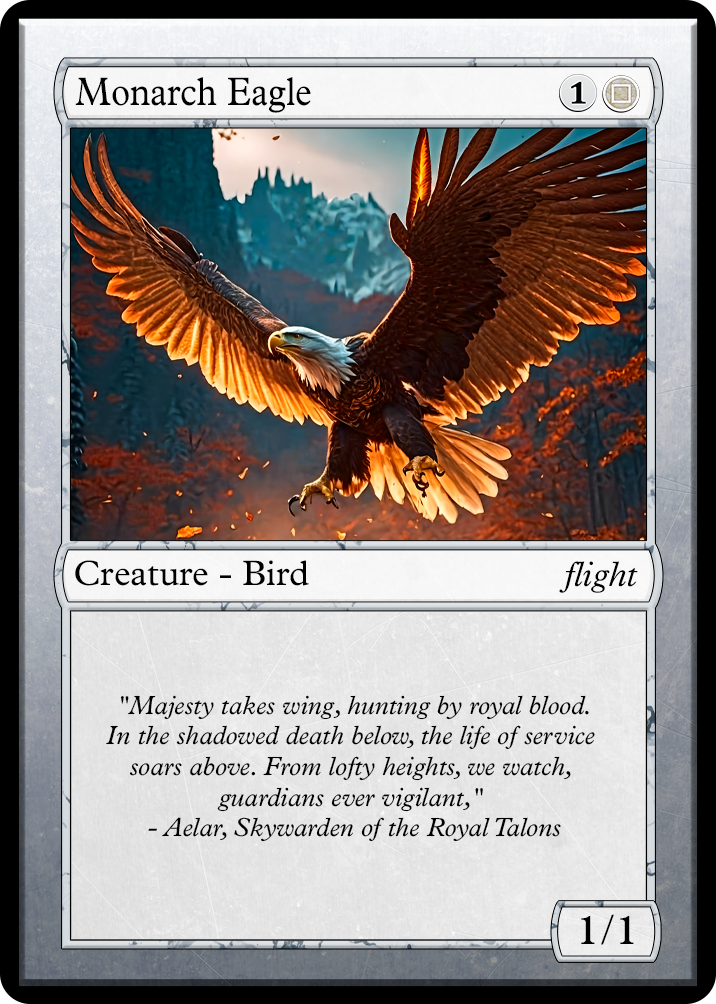 Monarch Eagle 1
Creature - Bird flight
"Majesty takes wing, hunting by royal blood.
In the shadowed death below, the life of service
soars above. From lofty heights, we watch,
guardians ever vigilant,"
- Aelar, Skywarden of the Royal Talons
1/1